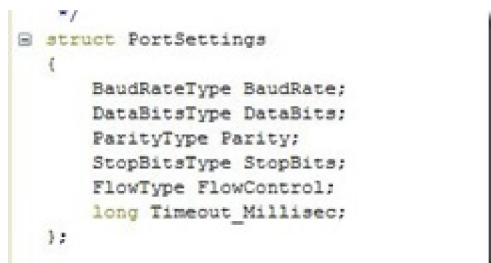 */
struct PortSettings
{
BaudRateType BaudRate;
DataBitsType DataBits;
ParityType Parity;
StopBitsType StopBits;
FlowType FlowControl;
long Timeout_Millisec;
};